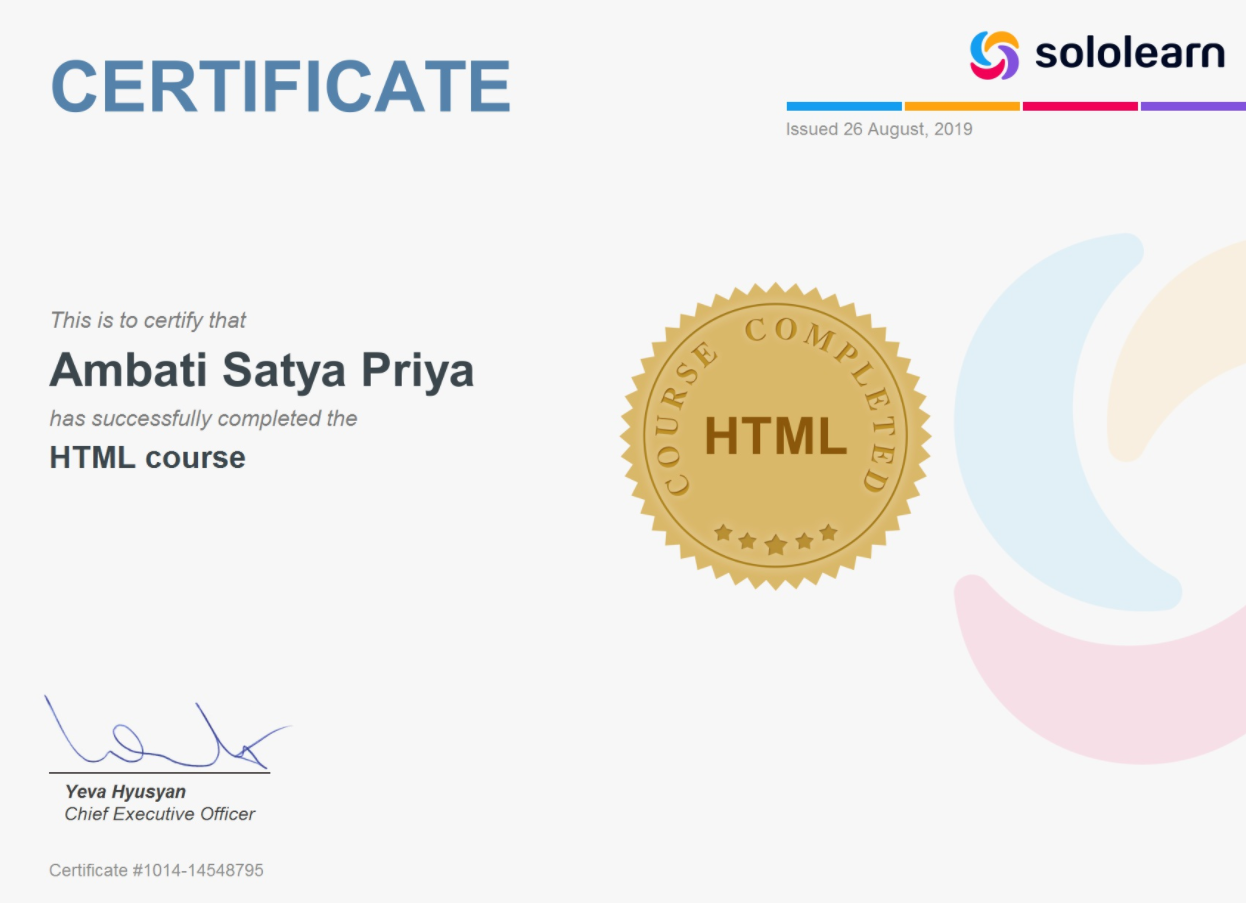 CERTIFICATE
sololearn
Issued 26 August, 2019
This is to certify that
Ambati Satya Priya
has successfully completed the
HTML course
COURSE COMPLETED
HTML
Yeva Hyusyan
Chief Executive Officer
Certificate #1014-14548795